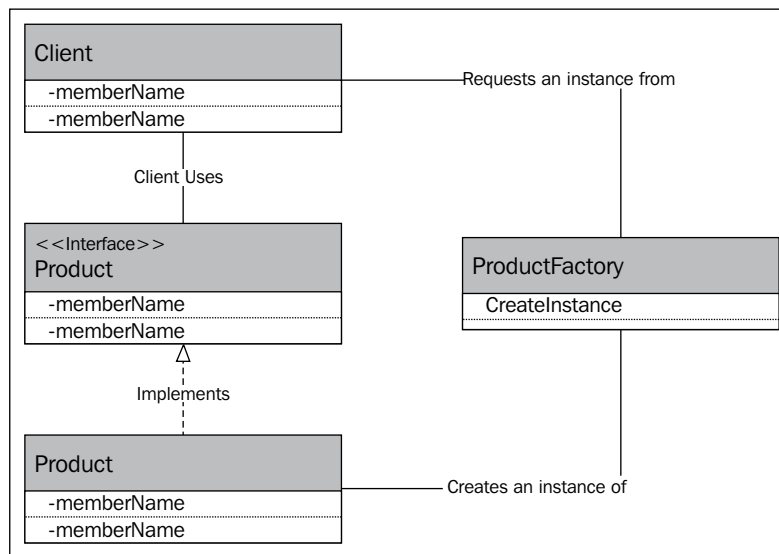 Client
-memberName
-memberName
Requests an instance from
Client Uses
<<Interface>>
Product
-memberName
-memberName
ProductFactory
CreateInstance
Implements
Product
-memberName
-memberName
Creates an instance of